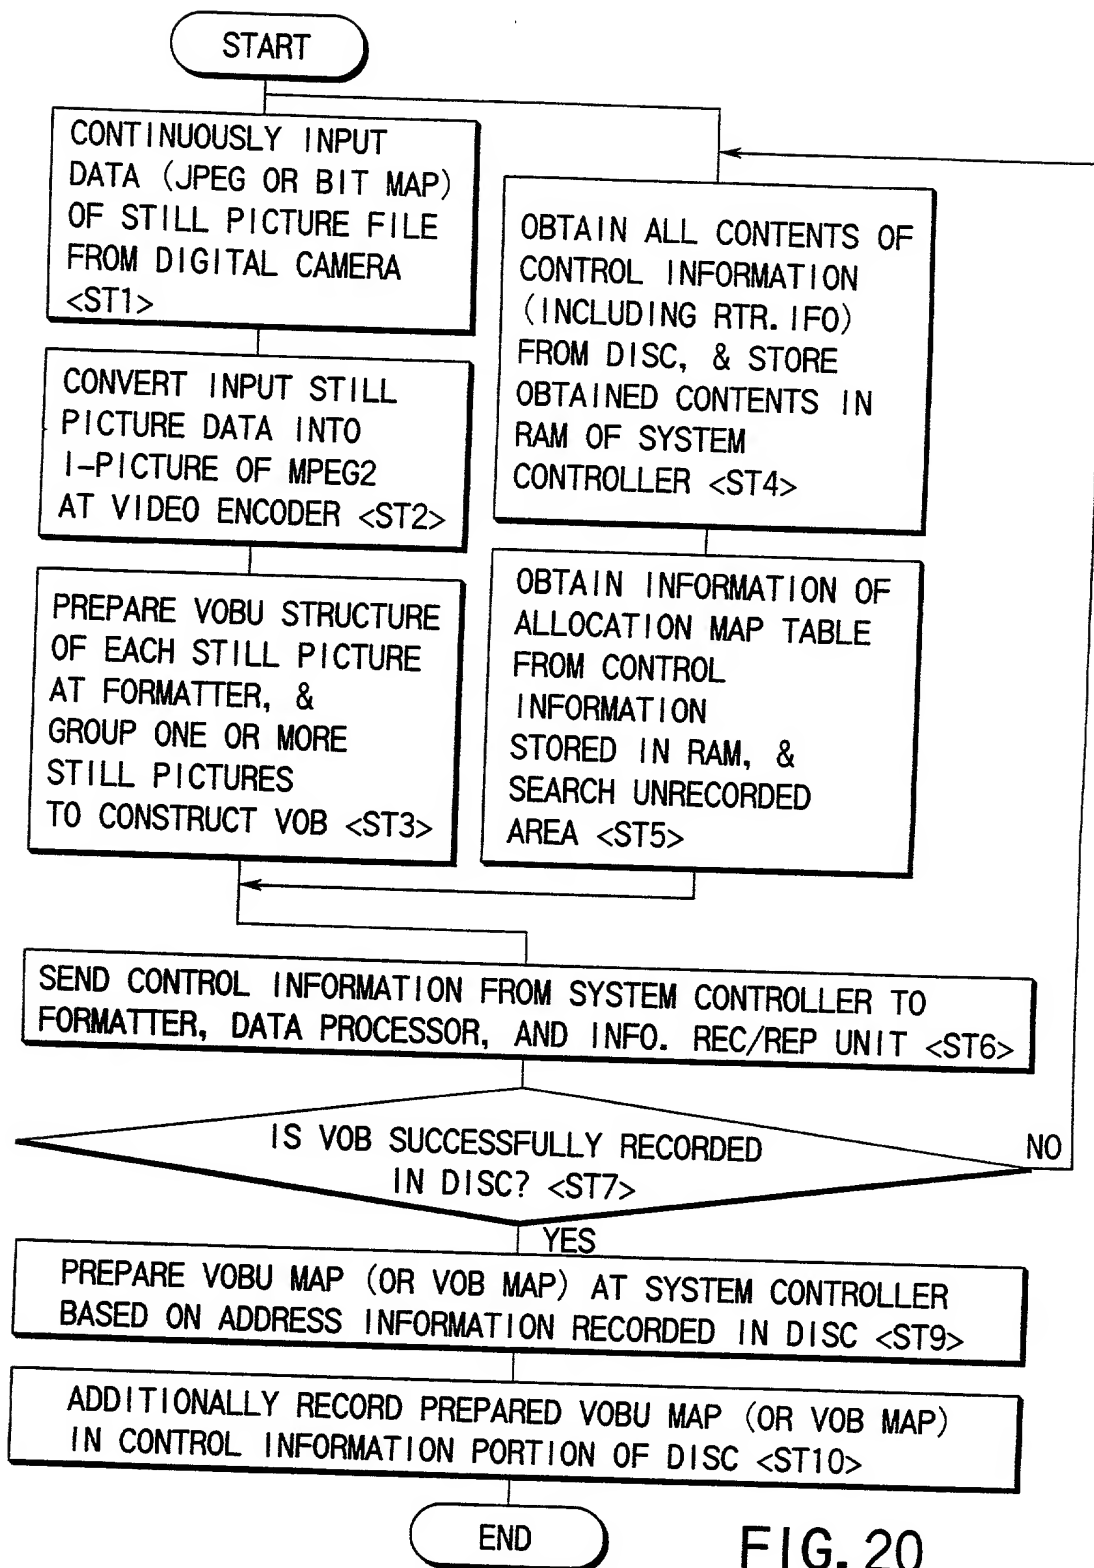 START
CONTINUOUSLY INPUT
DATA (JPEG OR BIT MAP)
OF STILL PICTURE FILE
FROM DIGITAL CAMERA
<ST1>
CONVERT INPUT STILL
PICTURE DATA INTO
I-PICTURE OF MPEG2
AT VIDEO ENCODER <ST2>
PREPARE VOBU STRUCTURE
OF EACH STILL PICTURE
AT FORMATTER, &
GROUP ONE OR MORE
STILL PICTURES
TO CONSTRUCT VOB <ST3>
OBTAIN ALL CONTENTS OF
CONTROL INFORMATION
(INCLUDING RTR.IFO)
FROM DISC, & STORE
OBTAINED CONTENTS IN
RAM OF SYSTEM
CONTROLLER <ST4>
OBTAIN INFORMATION OF
ALLOCATION MAP TABLE
FROM CONTROL
INFORMATION
STORED IN RAM, &
SEARCH UNRECORDED
AREA <ST5>
SEND CONTROL INFORMATION FROM SYSTEM CONTROLLER TO
FORMATTER, DATA PROCESSOR, AND INFO. REC/REP UNIT <ST6>
IS VOB SUCCESSFULLY RECORDED
IN DISC? <ST7>
NO
YES
PREPARE VOBU MAP (OR VOB MAP) AT SYSTEM CONTROLLER
BASED ON ADDRESS INFORMATION RECORDED IN DISC <ST9>
ADDITIONALLY RECORD PREPARED VOBU MAP (OR VOB MAP)
IN CONTROL INFORMATION PORTION OF DISC <ST10>
END
FIG. 20